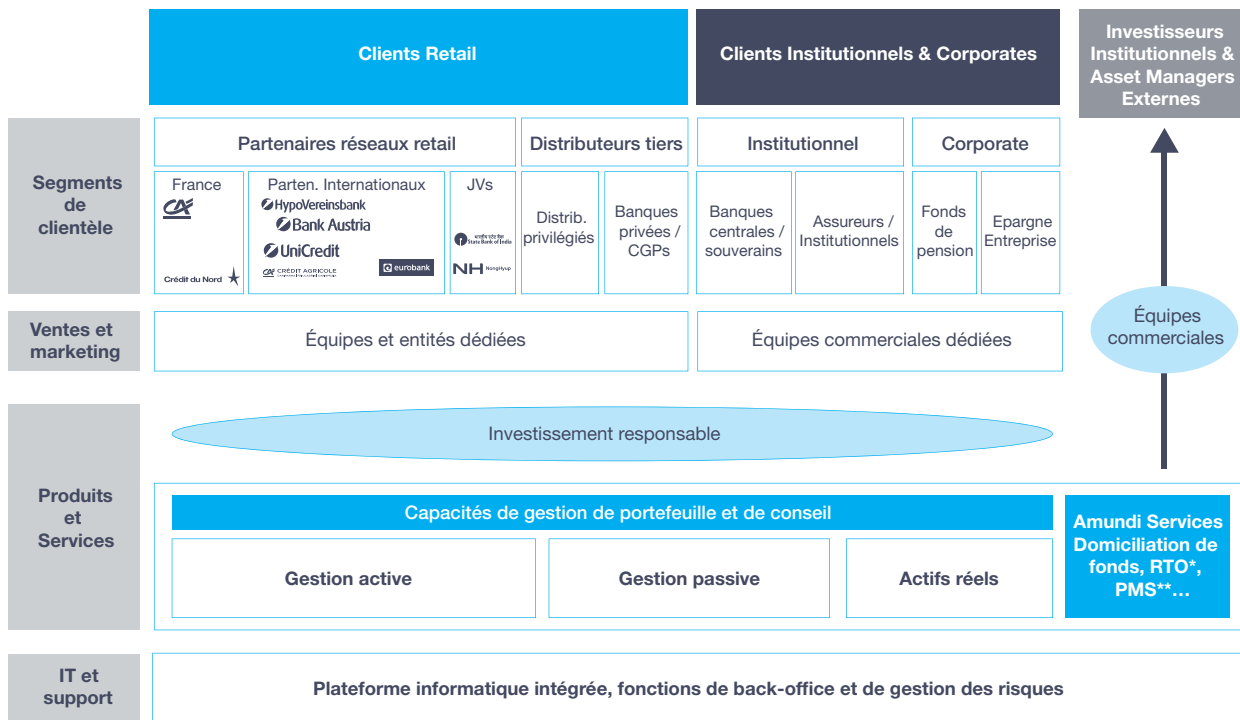 Clients Retail
Clients Institutionnels & Corporates
Investisseurs
Institutionnels &
Asset Managers
Externes
Segments
de
clientèle
Partenaires réseaux retail
Distributeurs tiers
Institutionnel
Corporate
France
CA
Crédit du Nord
Parten. Internationaux
HypoVereinsbank
Bank Austria
UniCredit
CRÉDIT AGRICOLE
eurobank
JVs
State Bank of India
NH NongHyup
Distrib.
privilégiés
Banques
privées /
CGPs
Banques
centrales /
souverains
Assureurs /
Institutionnels
Fonds
de
pension
Epargne
Entreprise
Ventes et
marketing
Équipes et entités dédiées
Équipes commerciales dédiées
Équipes
commerciales
Produits
et
Services
Investissement responsable
Capacités de gestion de portefeuille et de conseil
Gestion active
Gestion passive
Actifs réels
Amundi Services
Domiciliation de
fonds, RTO*,
PMS**...
IT et
support
Plateforme informatique intégrée, fonctions de back-office et de gestion des risques